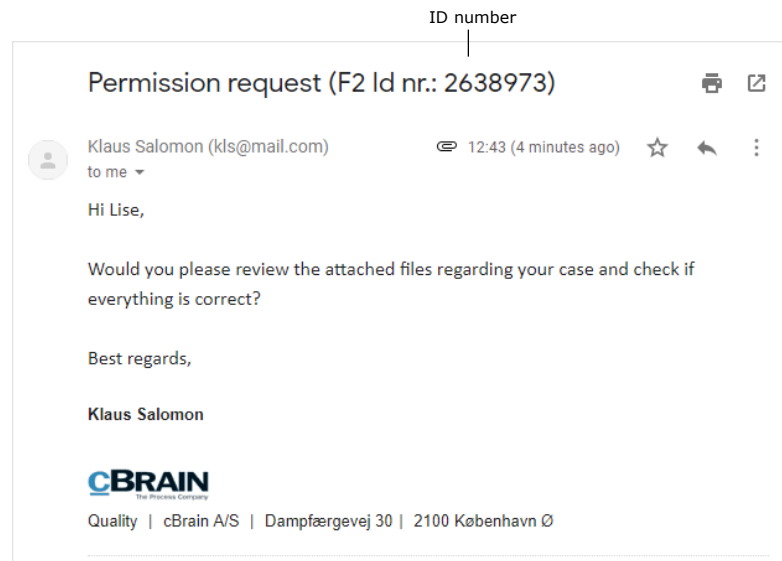 ID number
Permission request (F2 Id nr.: 2638973)
Klaus Salomon (kls@mail.com)
12:43 (4 minutes ago)
to me
Hi Lise,
Would you please review the attached files regarding your case and check if
everything is correct?
Best regards,
Klaus Salomon
cBRAIN
The Process Company
Quality | cBrain A/S | Dampfærgevej 30 | 2100 København Ø